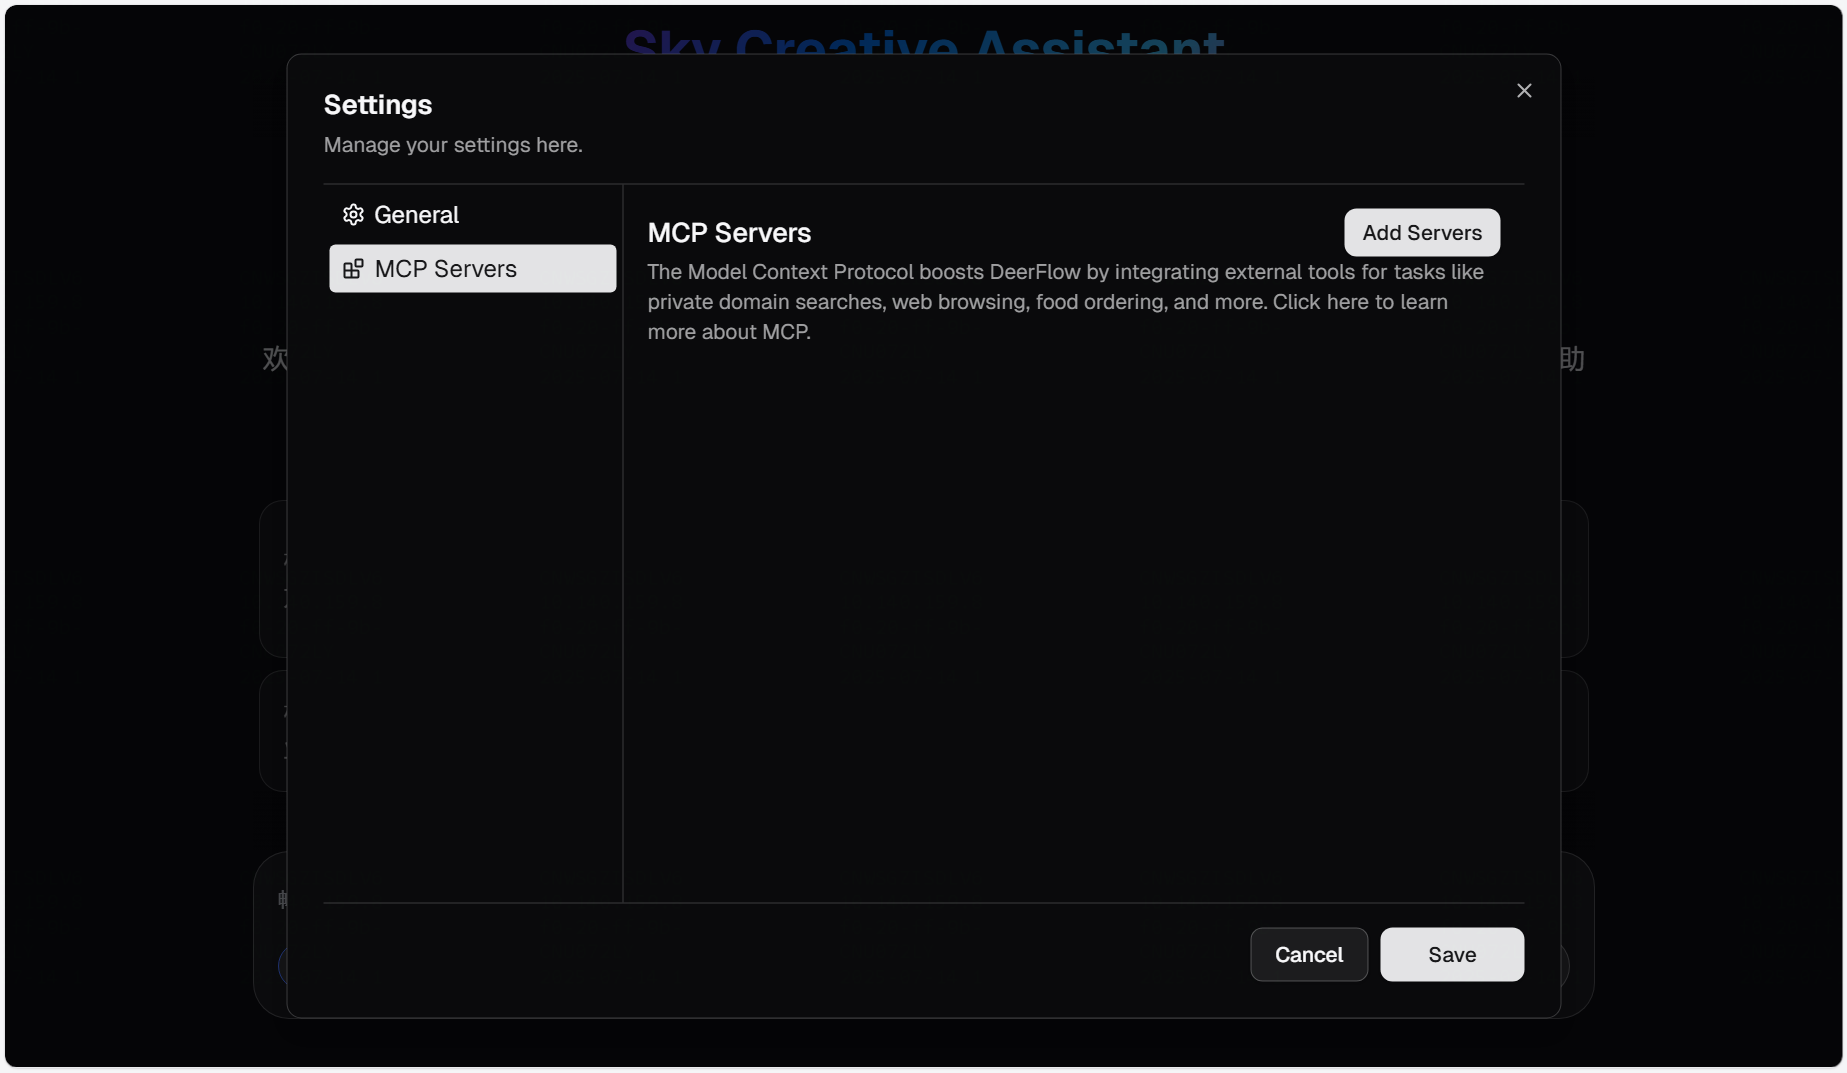 Sky Creative Assistant
Settings
Manage your settings here.
General
MCP Servers
MCP Servers
Add Servers
The Model Context Protocol boosts DeerFlow by integrating external tools for tasks like
private domain searches, web browsing, food ordering, and more. Click here to learn
more about MCP.
欢
助
Cancel
Save